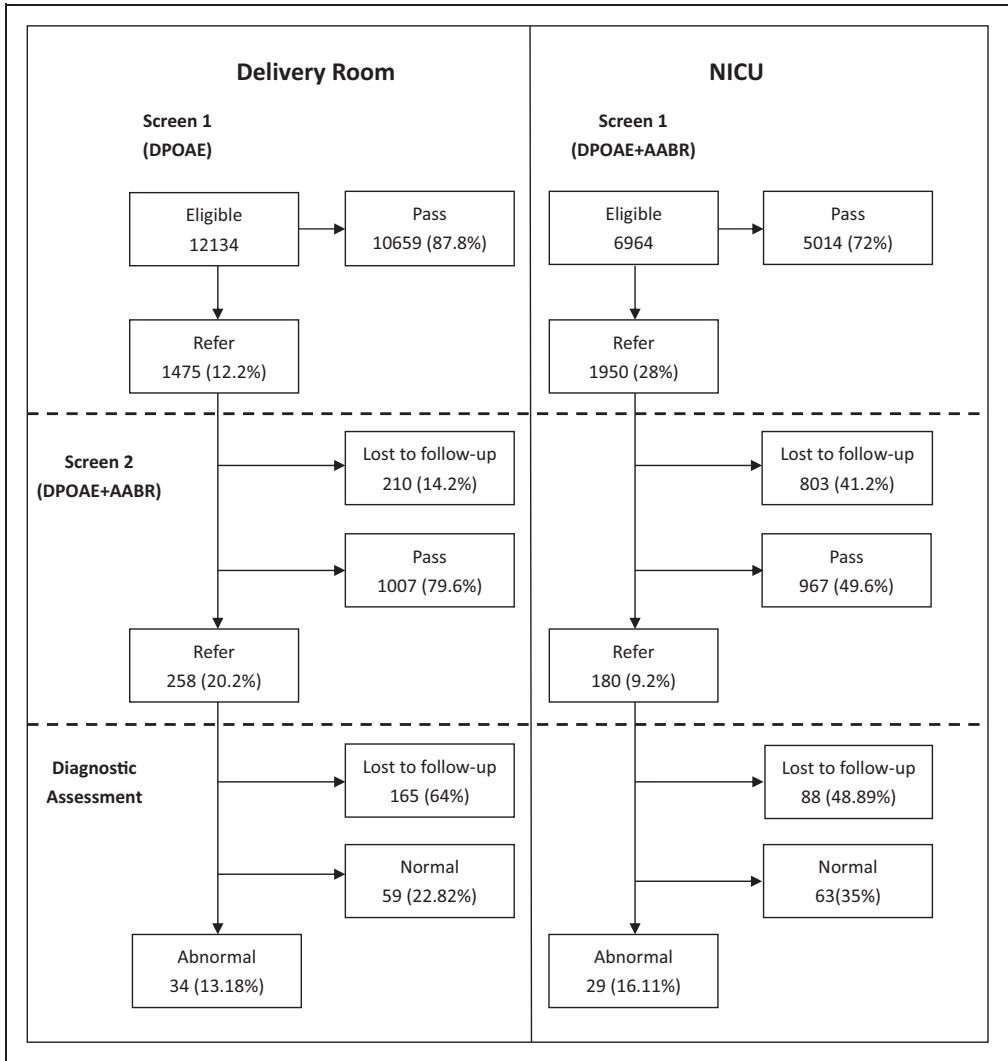 Delivery Room
Screen 1
(DPOAE)
Eligible
12134
Pass
10659 (87.8%)
Refer
1475 (12.2%)
Screen 2
(DPOAE+AABR)
Lost to follow-up
210 (14.2%)
Pass
1007 (79.6%)
Refer
258 (20.2%)
Diagnostic
Assessment
Lost to follow-up
165 (64%)
Normal
59 (22.82%)
Abnormal
34 (13.18%)
NICU
Screen 1
(DPOAE+AABR)
Eligible
6964
Pass
5014 (72%)
Refer
1950 (28%)
Lost to follow-up
803 (41.2%)
Pass
967 (49.6%)
Refer
180 (9.2%)
Lost to follow-up
88 (48.89%)
Normal
63(35%)
Abnormal
29 (16.11%)